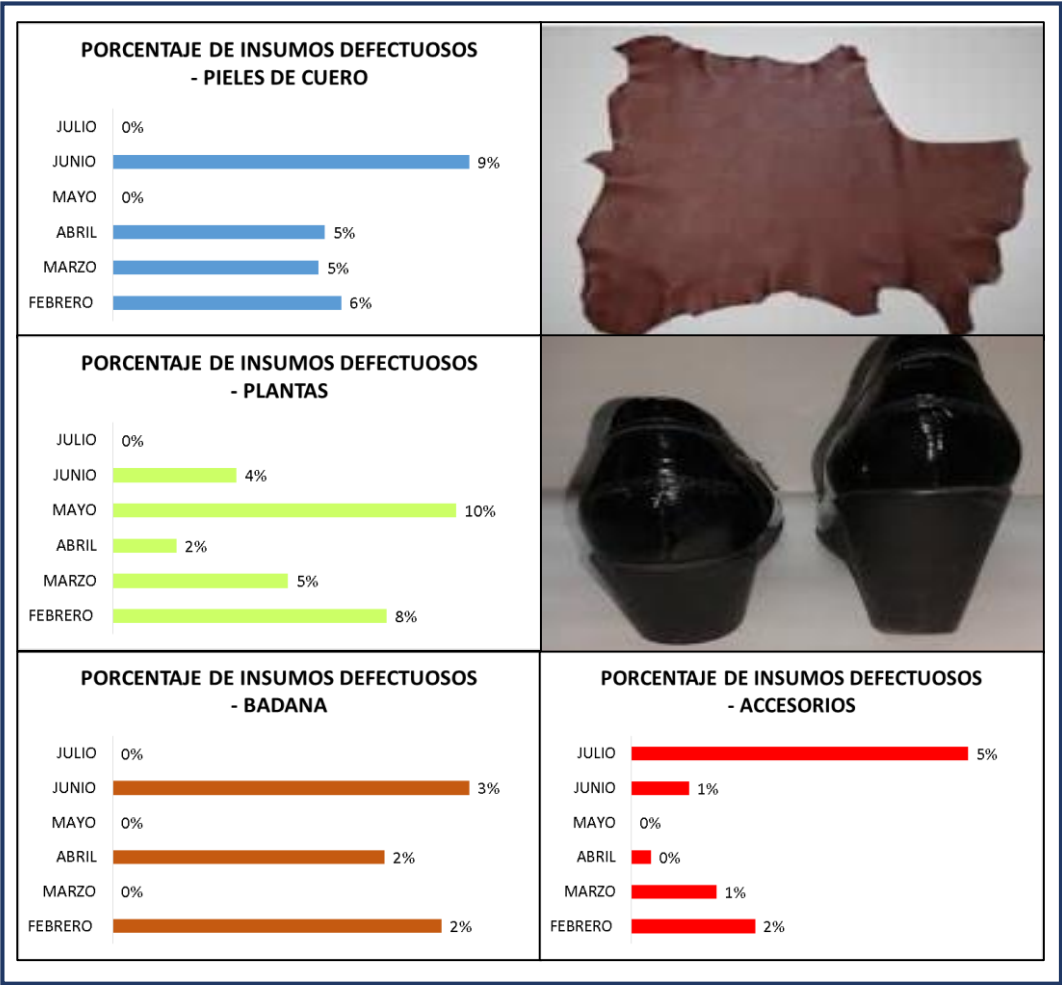 PORCENTAJE DE INSUMOS DEFECTUOSOS
- PIELES DE CUERO
JULIO 0%
JUNIO 9%
MAYO 0%
ABRIL 5%
MARZO 5%
FEBRERO 6%
PORCENTAJE DE INSUMOS DEFECTUOSOS
- PLANTAS
JULIO 0%
JUNIO 4%
MAYO 10%
ABRIL 2%
MARZO 5%
FEBRERO 8%
PORCENTAJE DE INSUMOS DEFECTUOSOS
- BADANA
JULIO 0%
JUNIO 3%
MAYO 0%
ABRIL 2%
MARZO 0%
FEBRERO 2%
PORCENTAJE DE INSUMOS DEFECTUOSOS
- ACCESORIOS
JULIO 5%
JUNIO 1%
MAYO 0%
ABRIL 0%
MARZO 1%
FEBRERO 2%